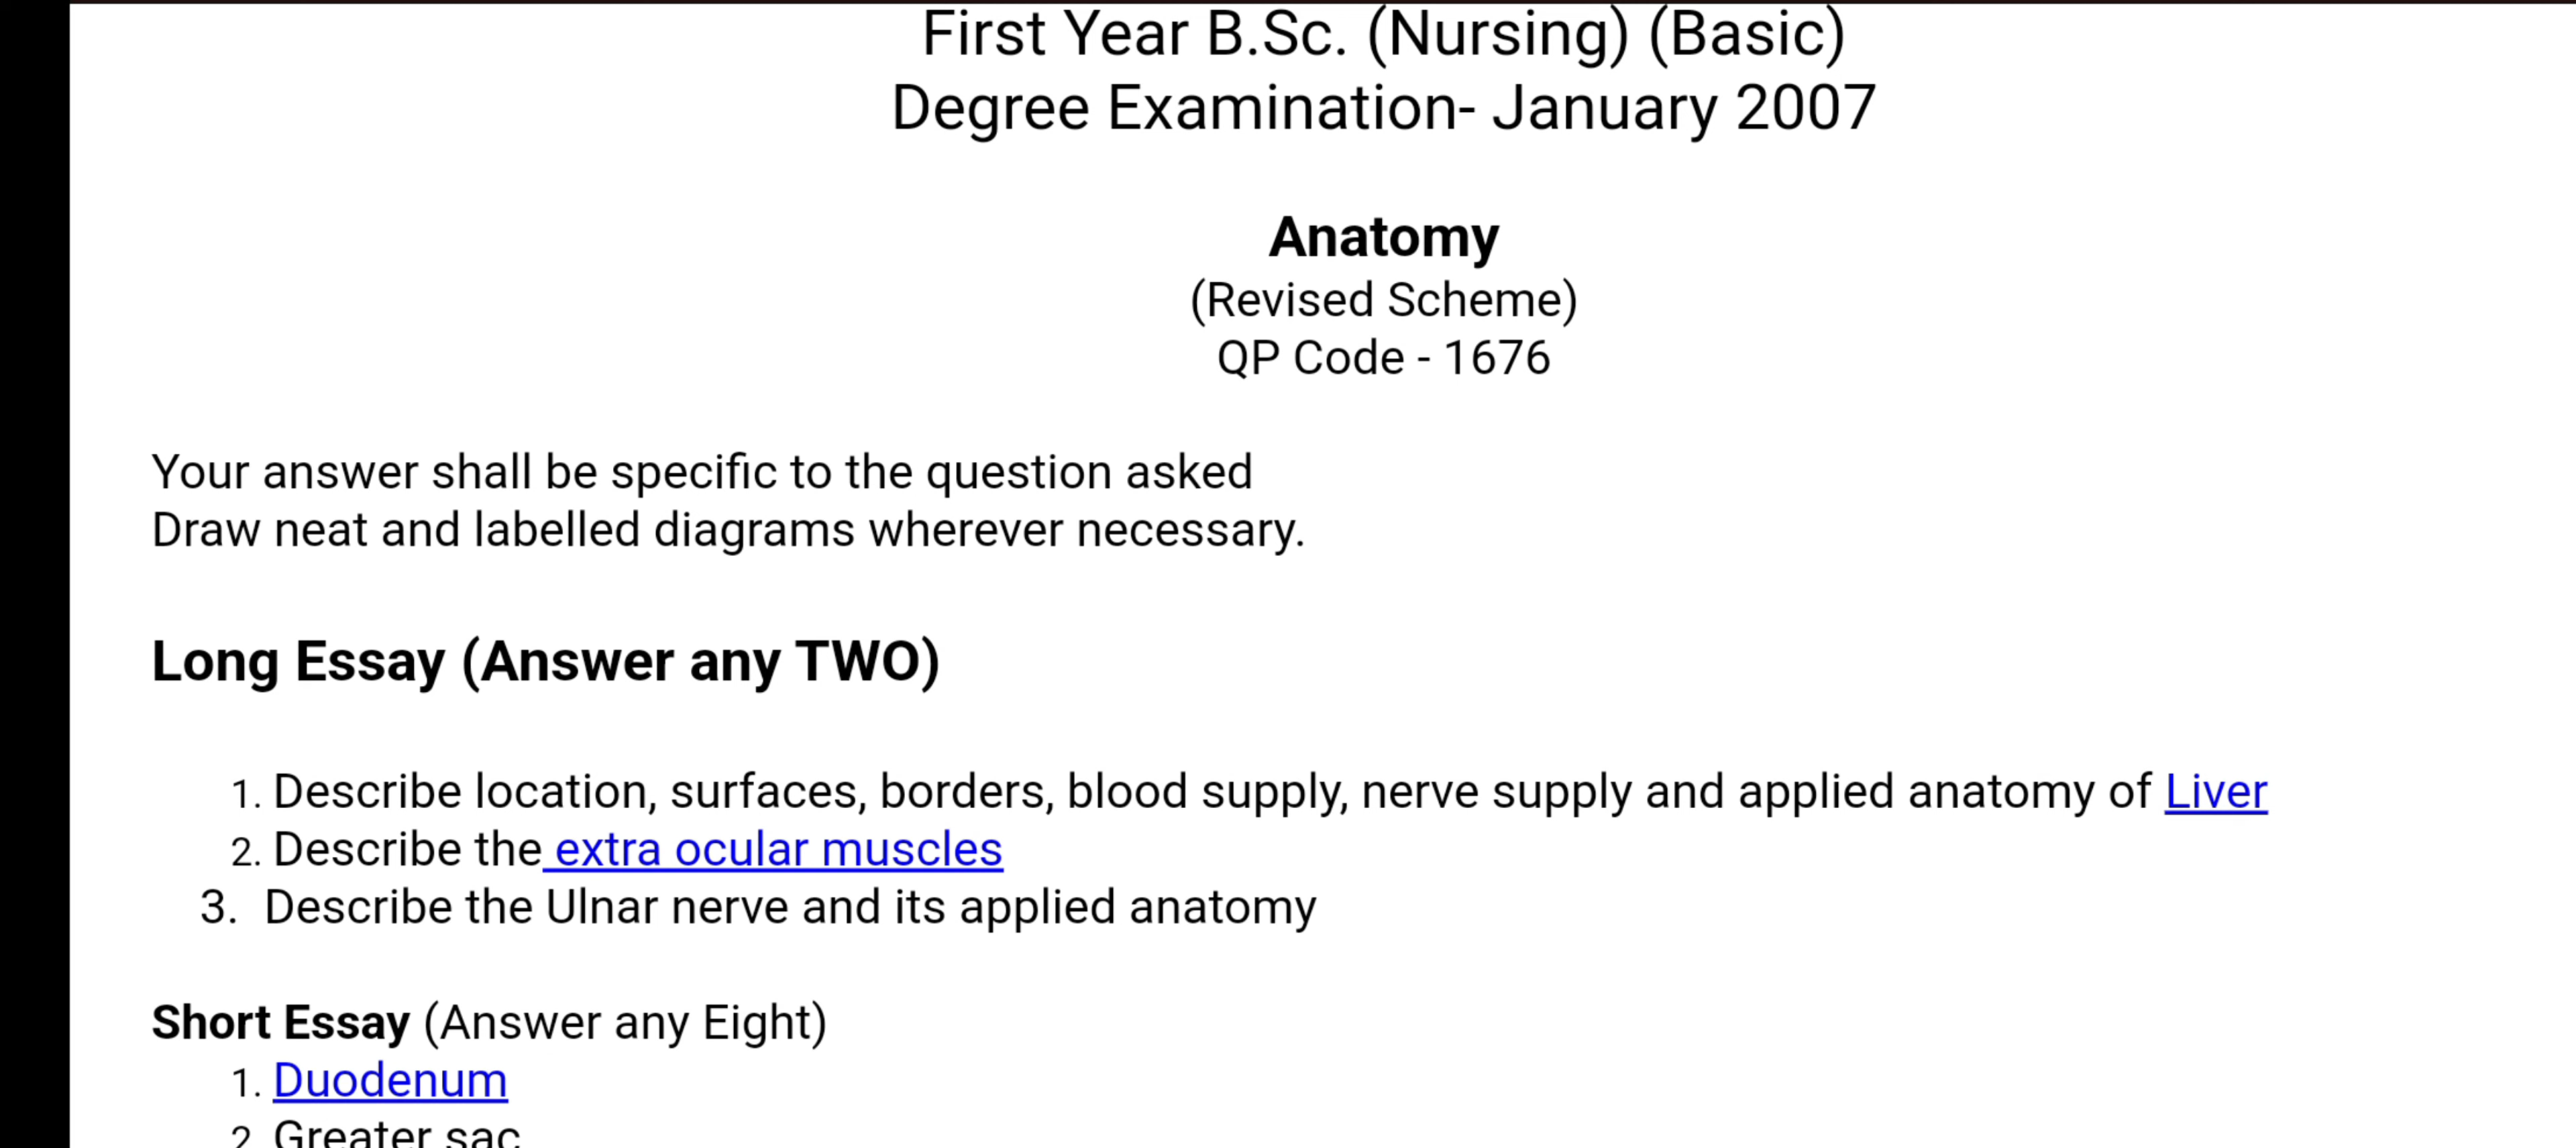 First Year B.Sc. (Nursing) (Basic)
Degree Examination- January 2007
Anatomy
(Revised Scheme)
QP Code - 1676
Your answer shall be specific to the question asked
Draw neat and labelled diagrams wherever necessary.
Long Essay (Answer any TWO)
1. Describe location, surfaces, borders, blood supply, nerve supply and applied anatomy of Liver
2. Describe the extra ocular muscles
3. Describe the Ulnar nerve and its applied anatomy
Short Essay (Answer any Eight)
1. Duodenum
2. Greater sac